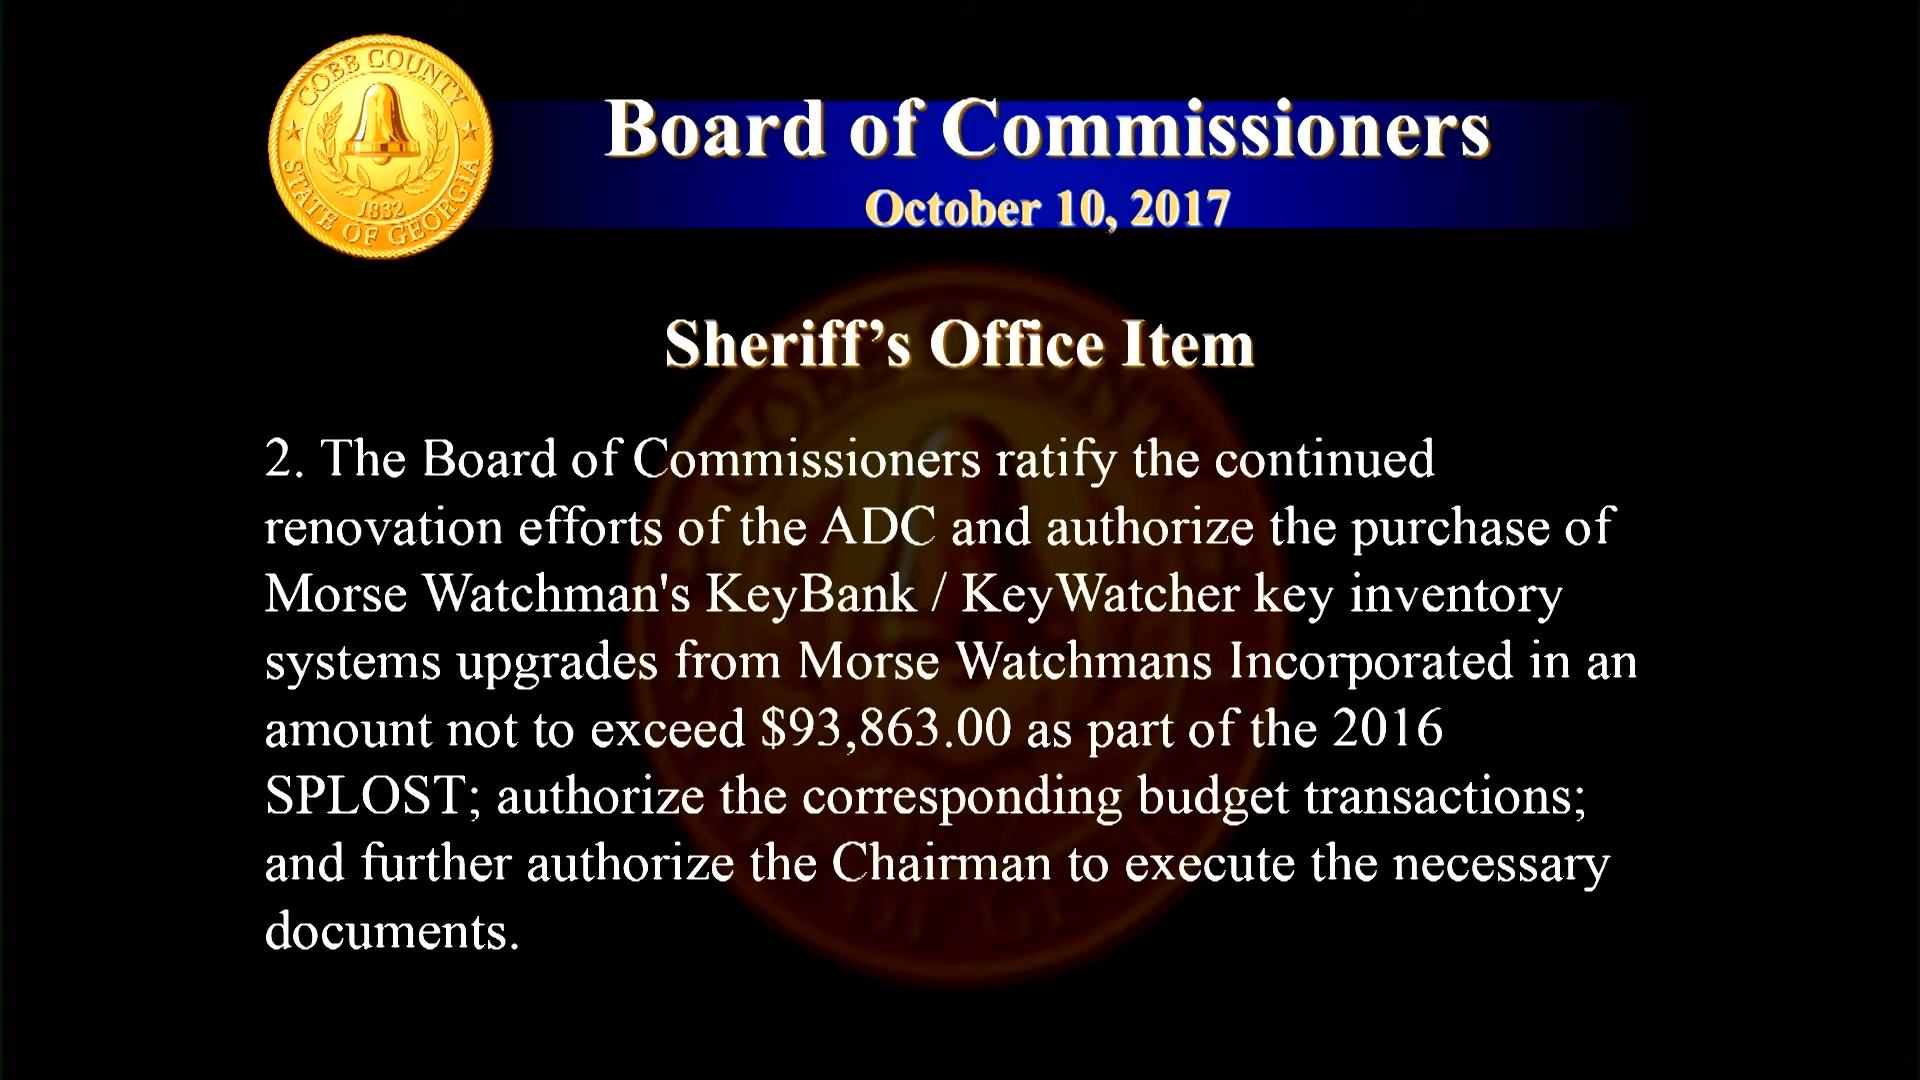 COBB COUNTY
1832
STATE OF GEORGIA
Board of Commissioners
October 10, 2017
Sheriff’s Office Item
2. The Board of Commissioners ratify the continued
renovation efforts of the ADC and authorize the purchase of
Morse Watchman's KeyBank / KeyWatcher key inventory
systems upgrades from Morse Watchmans Incorporated in an
amount not to exceed $93,863.00 as part of the 2016
SPLOST; authorize the corresponding budget transactions;
and further authorize the Chairman to execute the necessary
documents.